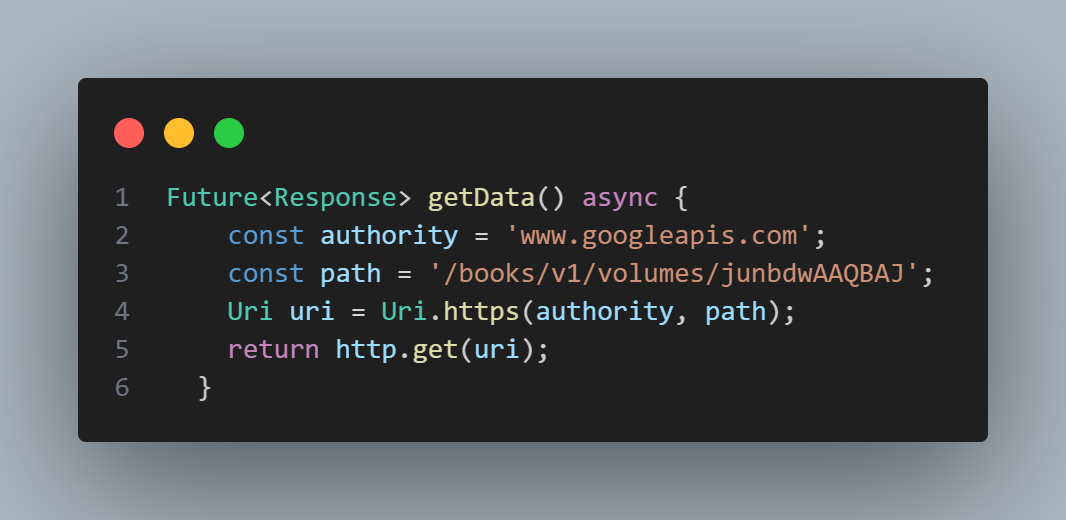 1 Future<Response> getData() async {
2     const authority = 'www.googleapis.com';
3     const path = '/books/v1/volumes/junbdwAAQBAJ';
4     Uri uri = Uri.https(authority, path);
5     return http.get(uri);
6   }